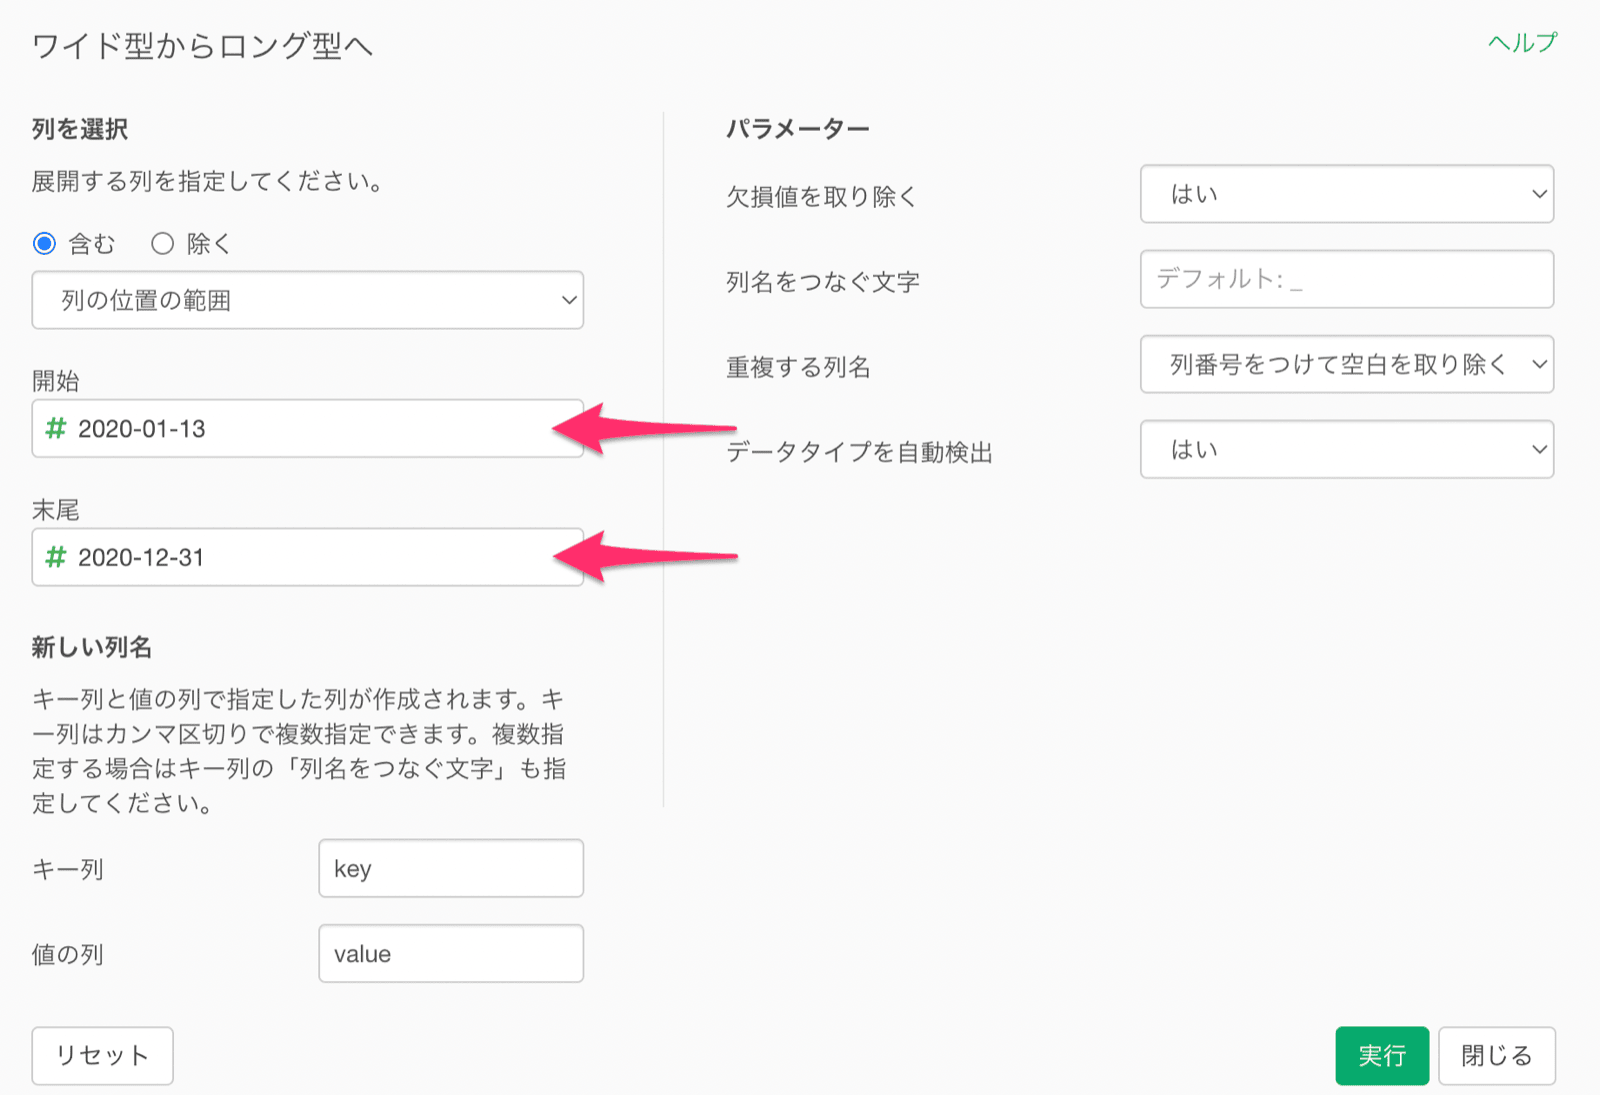 ワイド型からロング型へ
ヘルプ
列を選択
展開する列を指定してください。
含む 除く
列の位置の範囲
開始
# 2020-01-13
末尾
# 2020-12-31
新しい列名
キー列と値の列で指定した列が作成されます。キ
ー列はカンマ区切りで複数指定できます。複数指
定する場合はキー列の「列名をつなぐ文字」も指
定してください。
キー列 key
値の列 value
パラメーター
欠損値を取り除く はい
列名をつなぐ文字 デフォルト: _
重複する列名 列番号をつけて空白を取り除く
データタイプを自動検出 はい
リセット
実行 閉じる